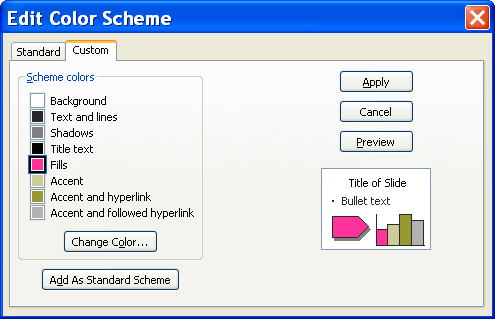 Edit Color Scheme
Standard
Custom
Scheme colors
Background
Text and lines
Shadows
Title text
Fills
Accent
Accent and hyperlink
Accent and followed hyperlink
Change Color...
Add As Standard Scheme
Apply
Cancel
Preview
Title of Slide
• Bullet text